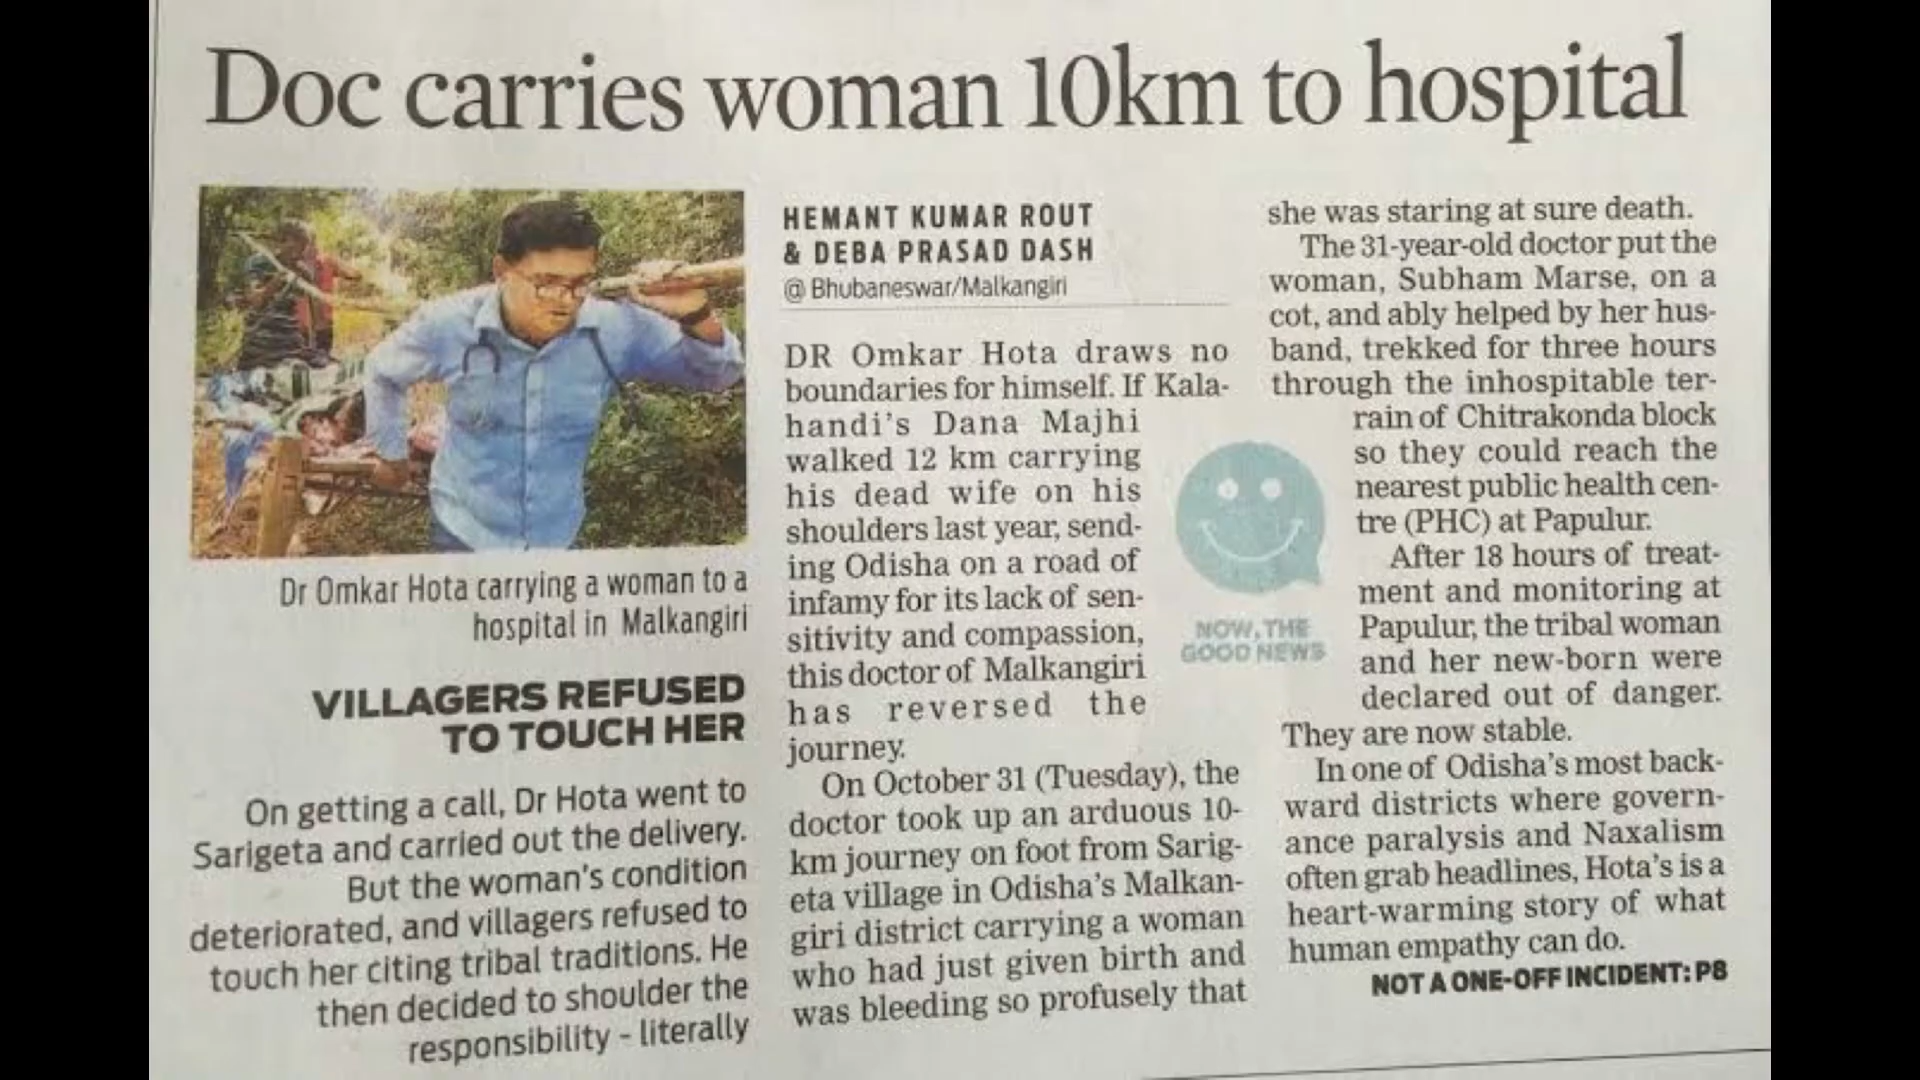 Doc carries woman 10km to hospital
Dr Omkar Hota carrying a woman to a
hospital in Malkangiri
VILLAGERS REFUSED
TO TOUCH HER
On getting a call, Dr Hota went to
Sarigeta and carried out the delivery.
But the woman's condition
deteriorated, and villagers refused to
touch her citing tribal traditions. He
then decided to shoulder the
responsibility - literally
HEMANT KUMAR ROUT
& DEBA PRASAD DASH
@ Bhubaneswar/Malkangiri
DR Omkar Hota draws no
boundaries for himself. If Kala-
handi's Dana Majhi
walked 12 km carrying
his dead wife on his
shoulders last year, send-
ing Odisha on a road of
infamy for its lack of sen-
sitivity and compassion,
this doctor of Malkangiri
has reversed the
journey.
On October 31 (Tuesday), the
doctor took up an arduous 10-
km journey on foot from Sarig-
eta village in Odisha's Malkan-
giri district carrying a woman
who had just given birth and
was bleeding so profusely that
NOW, THE
GOOD NEWS
she was staring at sure death.
The 31-year-old doctor put the
woman, Subham Marse, on a
cot, and ably helped by her hus-
band, trekked for three hours
through the inhospitable ter-
rain of Chitrakonda block
so they could reach the
nearest public health cen-
tre (PHC) at Papulur.
After 18 hours of treat-
ment and monitoring at
Papulur, the tribal woman
and her new-born were
declared out of danger.
They are now stable.
In one of Odisha's most back-
ward districts where govern-
ance paralysis and Naxalism
often grab headlines, Hota's is a
heart-warming story of what
human empathy can do.
NOT A ONE-OFF INCIDENT: P8